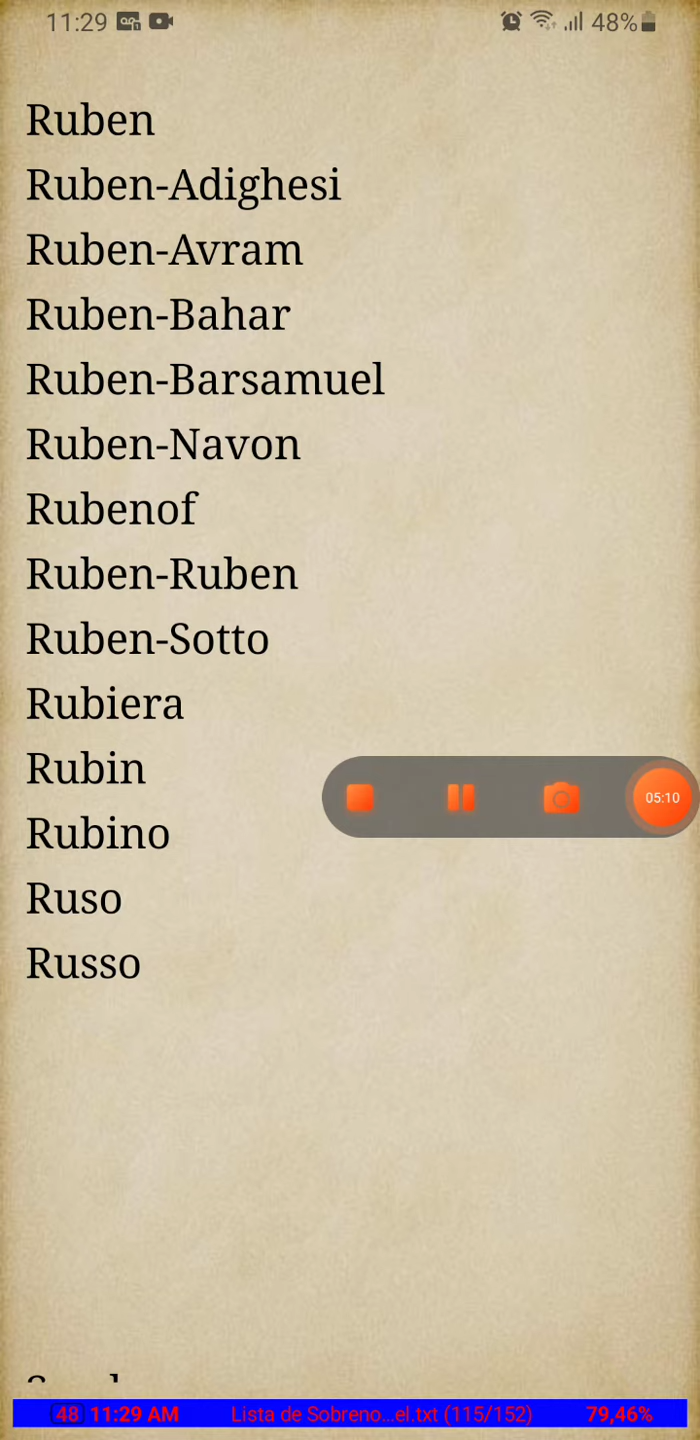 11:29 48%
Ruben
Ruben-Adighesi
Ruben-Avram
Ruben-Bahar
Ruben-Barsamuel
Ruben-Navon
Rubenof
Ruben-Ruben
Ruben-Sotto
Rubiera
Rubin
05:10
Rubino
Ruso
Russo
48 11:29 AM Lista de Sobreno...el.txt (115/152) 79,46%